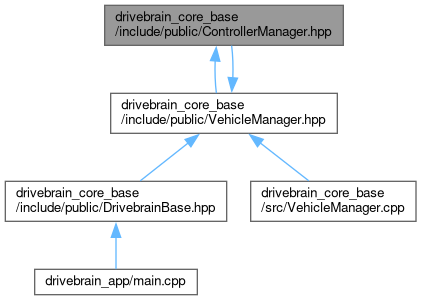 drivebrain_core_base
/include/public/ControllerManager.hpp
drivebrain_core_base
/include/public/VehicleManager.hpp
drivebrain_core_base
/include/public/DrivebrainBase.hpp
drivebrain_core_base
/src/VehicleManager.cpp
drivebrain_app/main.cpp